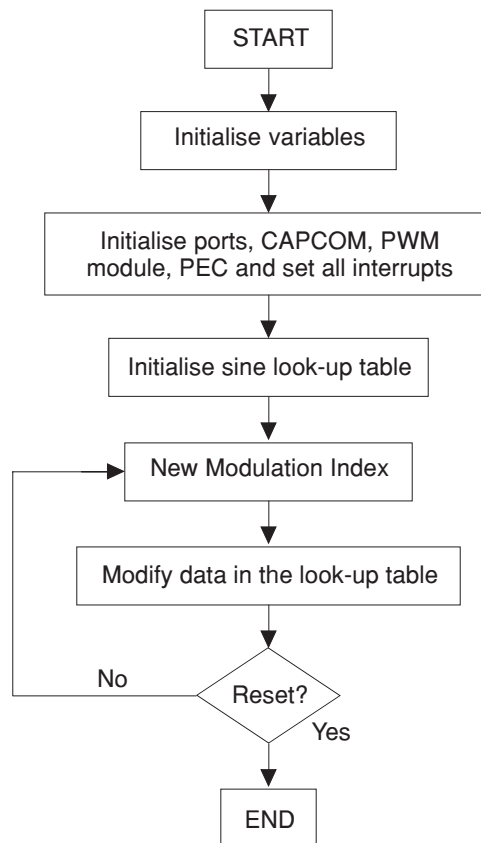 START
Initialise variables
Initialise ports, CAPCOM, PWM
module, PEC and set all interrupts
Initialise sine look-up table
New Modulation Index
Modify data in the look-up table
No
Reset?
Yes
END